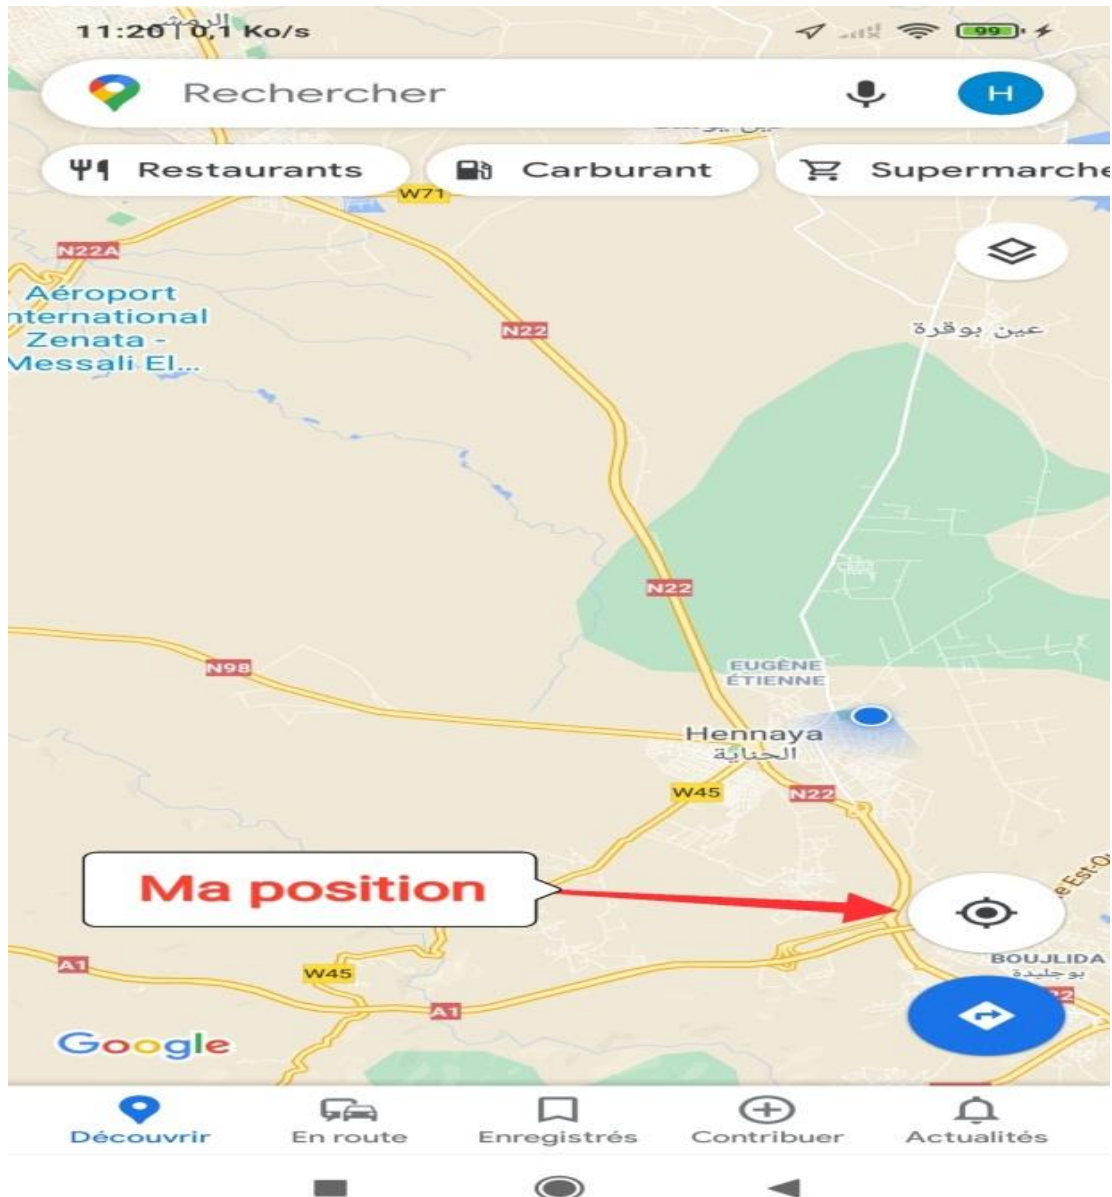 11:20 | 0,1 Ko/s
99
Rechercher
H
Restaurants
Carburant
Supermarche
W71
N22A
Aéroport
nternational
Zenata -
Messali El...
N22
عين بوقرة
N22
N98
EUGÈNE
ÉTIENNE
Hennaya
الحناية
W45
N22
Ma position
A1
W45
A1
BOUJLIDA
بوجليدة
Google
Découvrir
En route
Enregistrés
Contribuer
Actualités